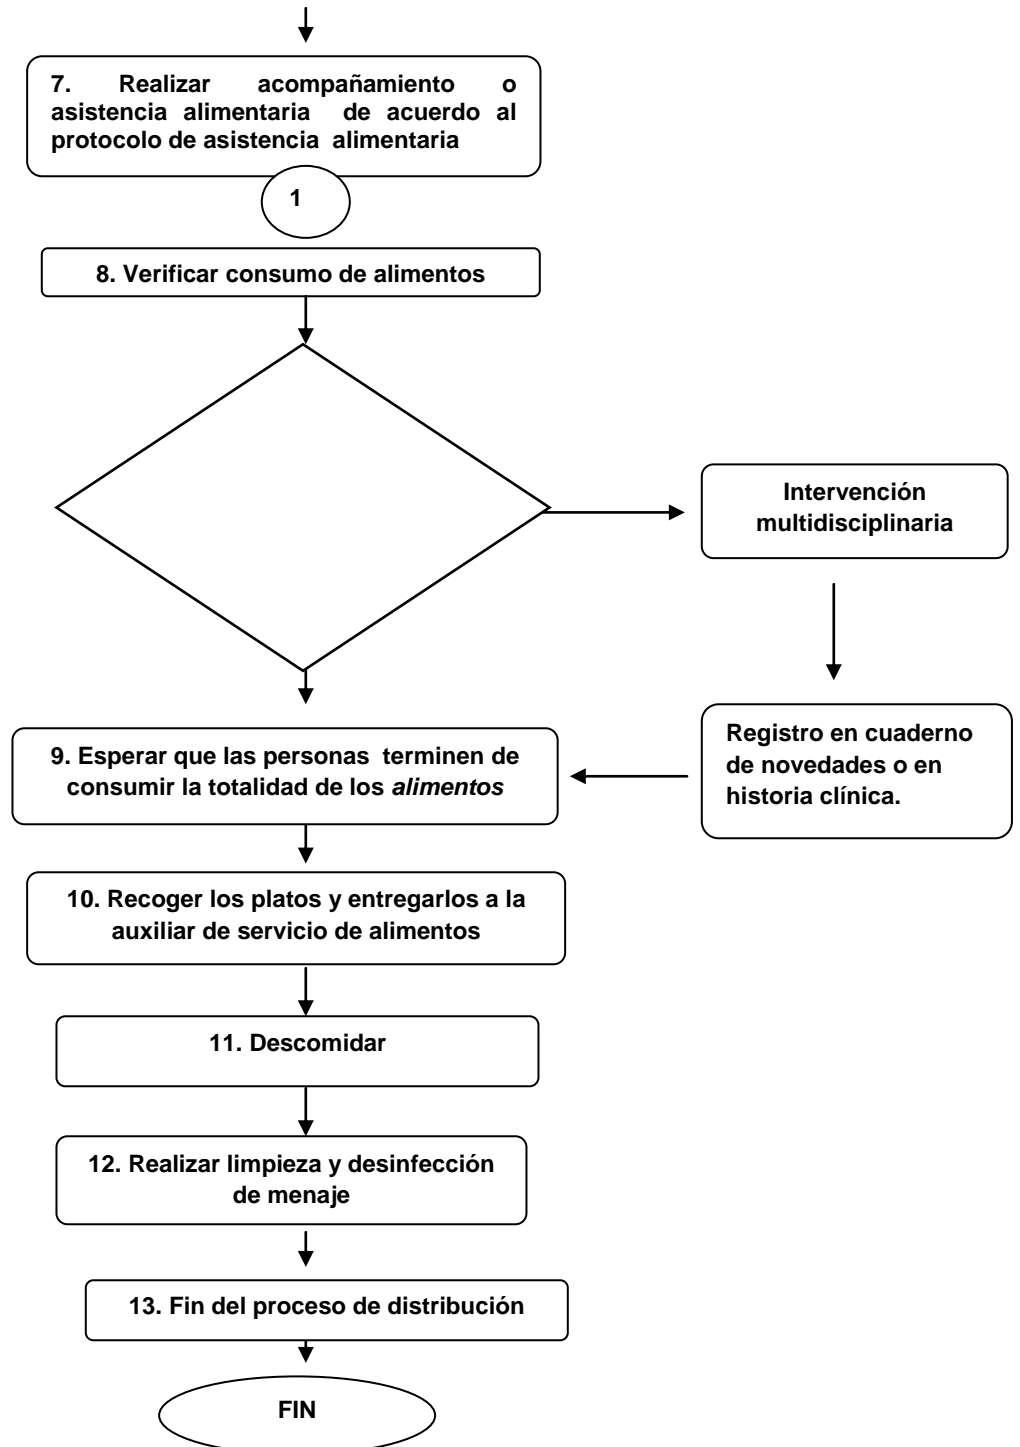 7. Realizar acompañamiento o
asistencia alimentaria de acuerdo al
protocolo de asistencia alimentaria
1
8. Verificar consumo de alimentos
Intervención
multidisciplinaria
Registro en cuaderno
de novedades o en
historia clínica.
9. Esperar que las personas terminen de
consumir la totalidad de los alimentos
10. Recoger los platos y entregarlos a la
auxiliar de servicio de alimentos
11. Descomidar
12. Realizar limpieza y desinfección
de menaje
13. Fin del proceso de distribución
FIN